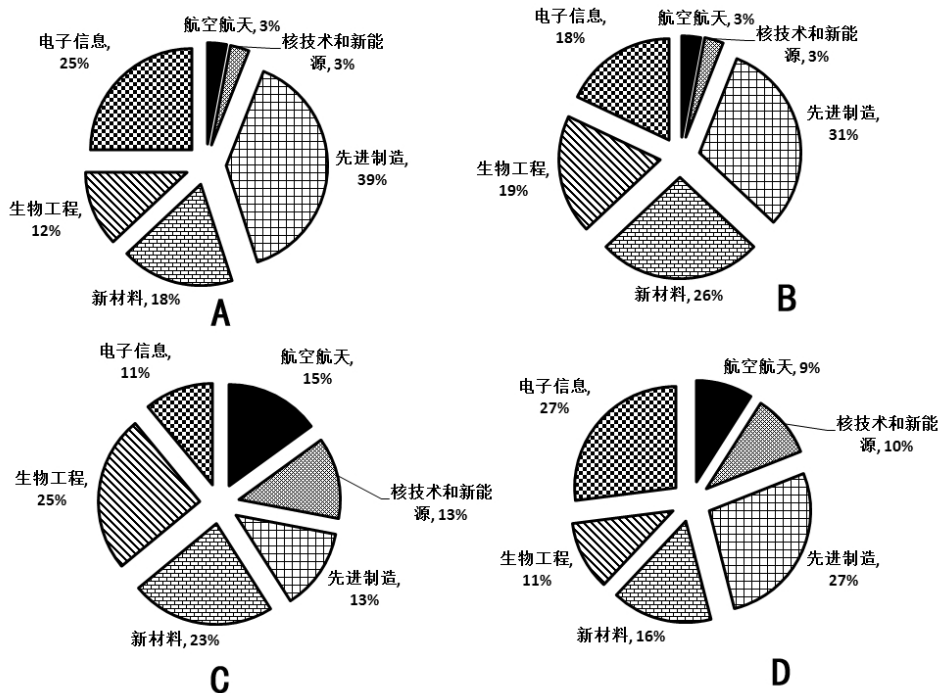 航空航天, 3%
电子信息,
25%
核技术和新能
源, 3%
先进制造,
39%
生物工程,
12%
新材料, 18%
A
航空航天, 3%
电子信息,
18%
核技术和新能
源, 3%
先进制造,
31%
生物工程,
19%
新材料, 26%
B
电子信息,
11%
航空航天,
15%
生物工程,
25%
核技术和新能
源, 13%
先进制造,
13%
新材料, 23%
C
航空航天, 9%
电子信息,
27%
核技术和新能
源, 10%
生物工程,
11%
先进制造,
27%
新材料, 16%
D